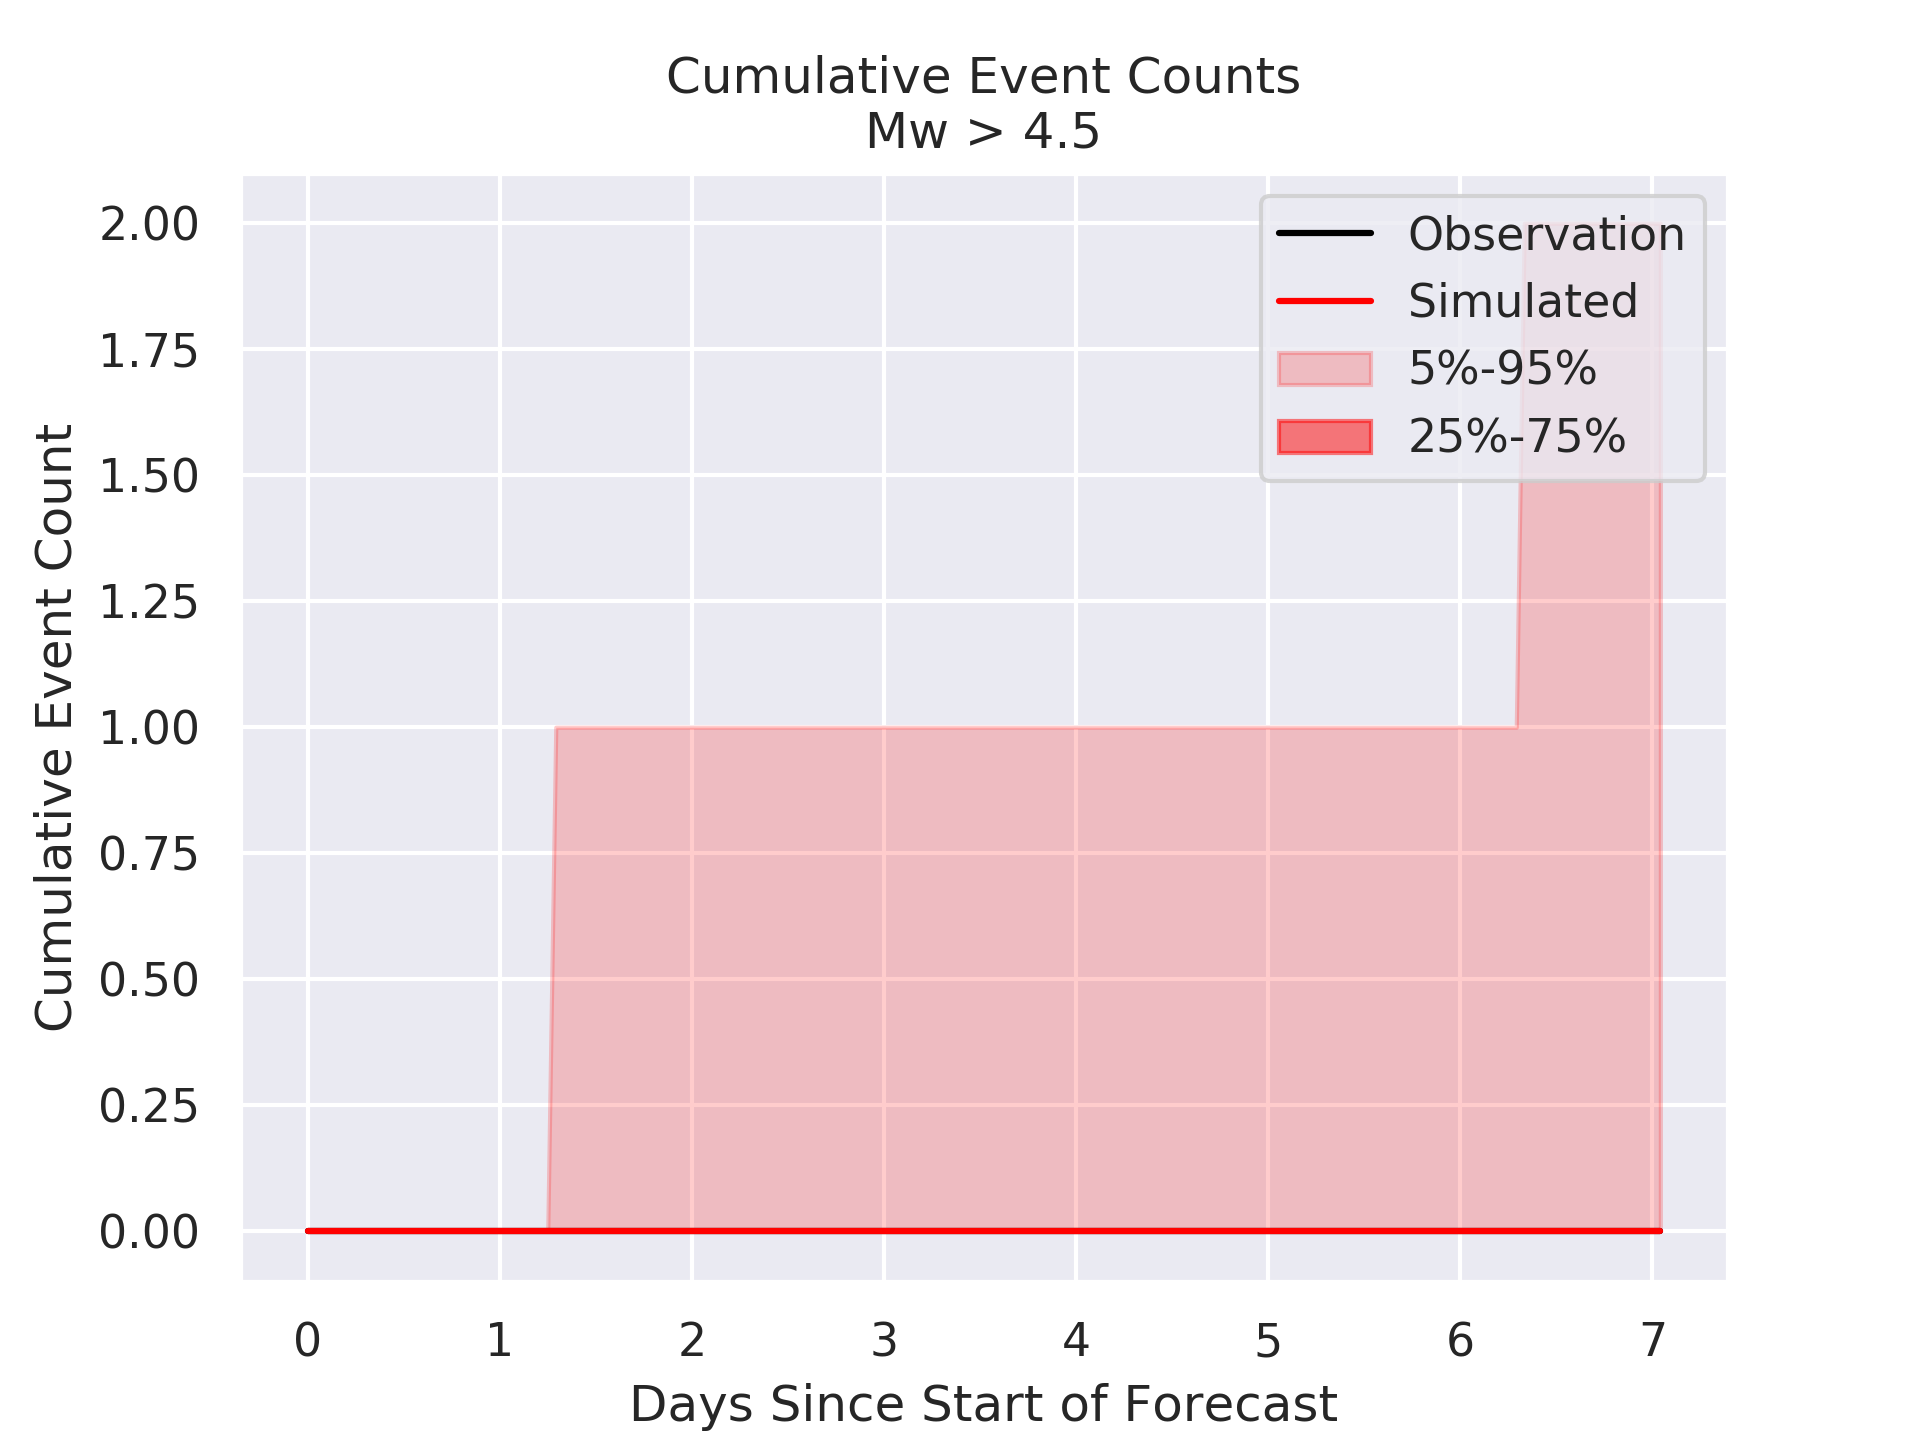 Cumulative Event Counts
Mw > 4.5
Cumulative Event Count
2.00
1.75
1.50
1.25
1.00
0.75
0.50
0.25
0.00
Observation
Simulated
5%-95%
25%-75%
0 1 2 3 4 5 6 7
Days Since Start of Forecast